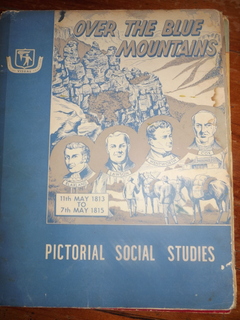 OVER THE BLUE
MOUNTAINS
11th MAY 1813
TO
7th MAY 1815
PICTORIAL SOCIAL STUDIES